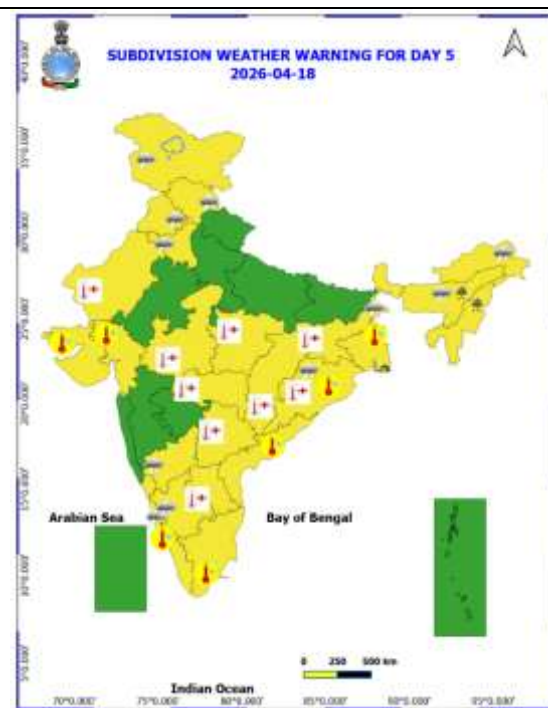 SUBDIVISION WEATHER WARNING FOR DAY 5
2026-04-18
Arabian Sea
Bay of Bengal
0 250 500 km
Indian Ocean
70°0.000' 75°0.000' 80°0.000' 85°0.000' 90°0.000' 95°0.000'